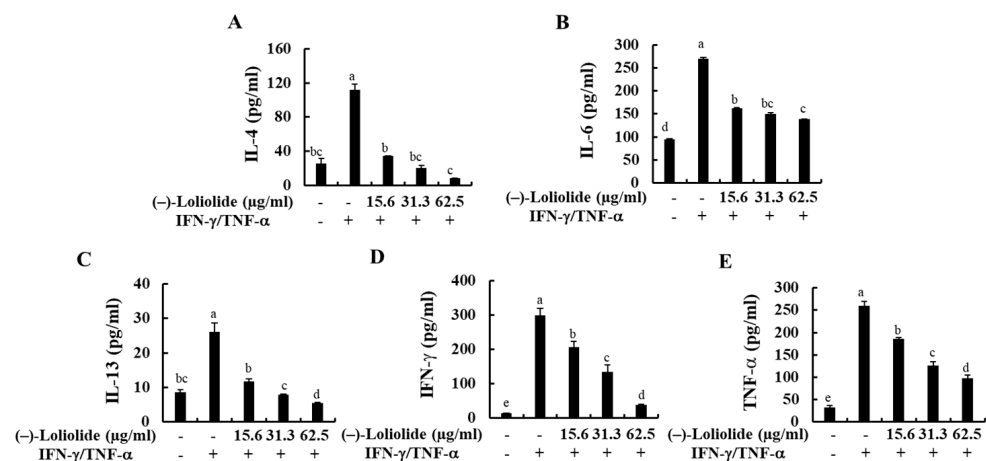 A
IL-4 (pg/ml)
160
120
80
40
0
a
bc
b
bc
c
(–)-Loliolide (µg/ml) - - 15.6 31.3 62.5
IFN-γ/TNF-α - + + + +
B
IL-6 (pg/ml)
300
250
200
150
100
50
0
a
d
b
bc
c
(–)-Loliolide (µg/ml) - - 15.6 31.3 62.5
IFN-γ/TNF-α - + + + +
C
IL-13 (pg/ml)
40
30
20
10
0
a
bc
b
c
d
(–)-Loliolide (µg/ml) - - 15.6 31.3 62.5
IFN-γ/TNF-α - + + + +
D
IFN-γ (pg/ml)
400
300
200
100
0
a
b
c
d
e
(–)-Loliolide (µg/ml) - - 15.6 31.3 62.5
IFN-γ/TNF-α - + + + +
E
TNF-α (pg/ml)
300
250
200
150
100
50
0
a
b
c
d
e
(–)-Loliolide (µg/ml) - - 15.6 31.3 62.5
IFN-γ/TNF-α - + + + +